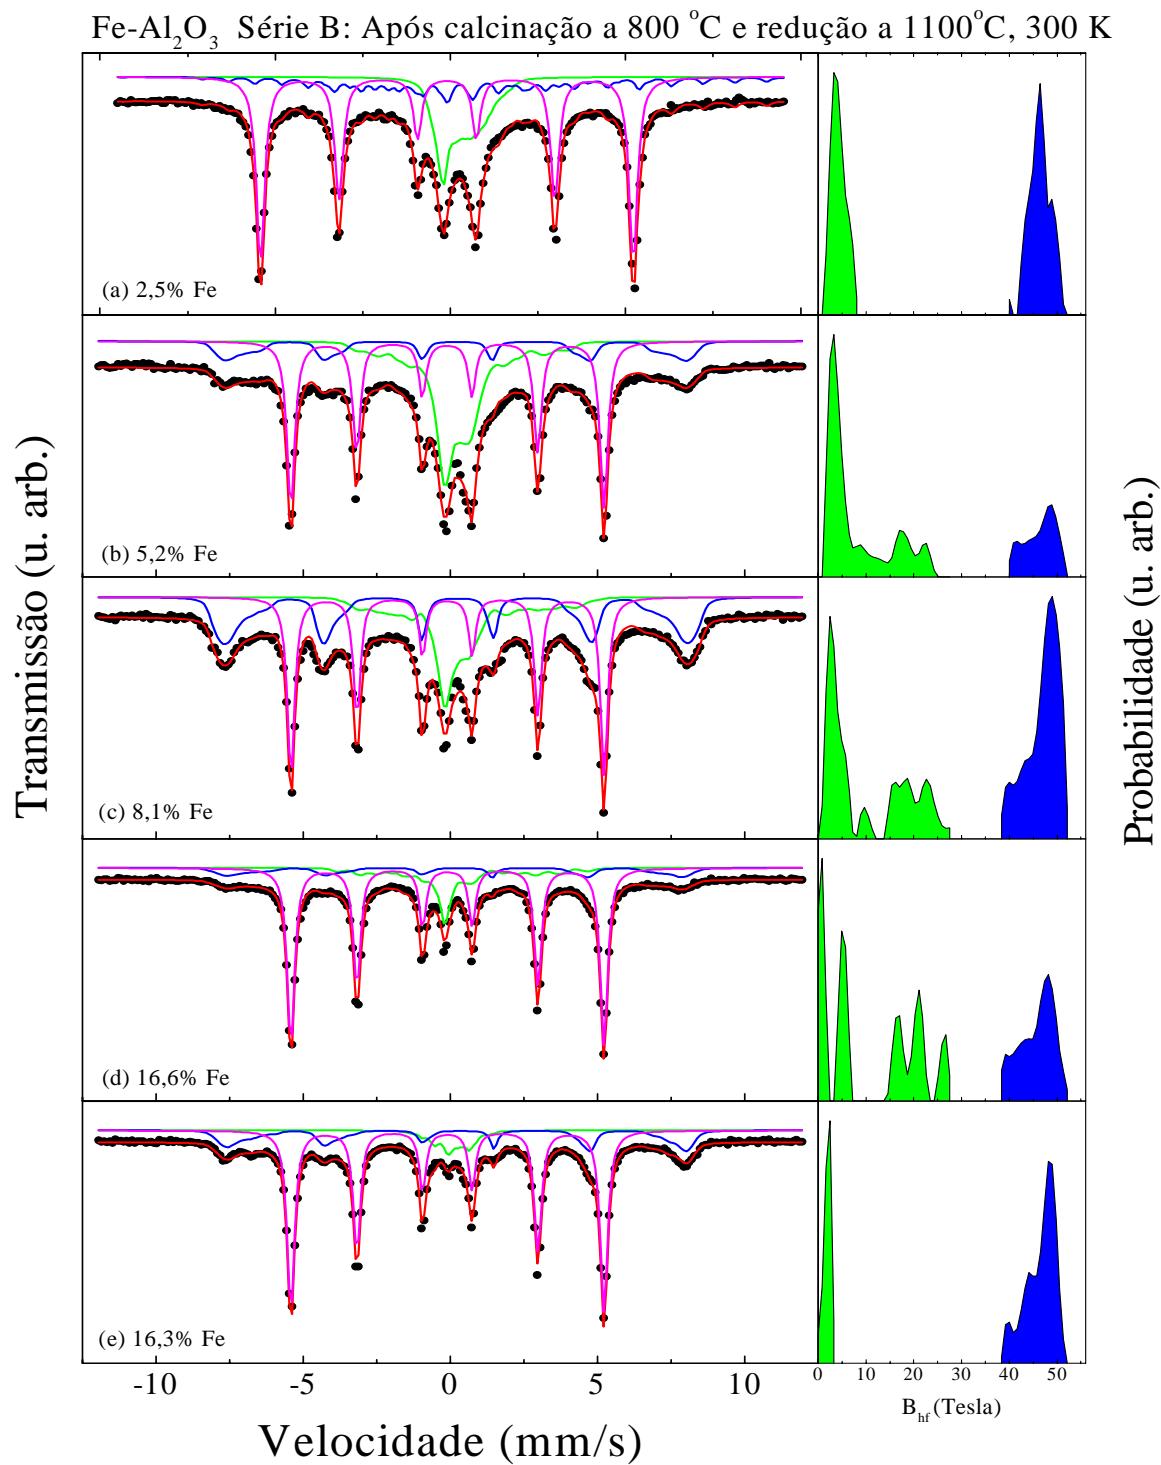 Fe-Al₂O₃ Série B: Após calcinação a 800 °C e redução a 1100°C, 300 K
Transmissão (u. arb.)
(a) 2,5% Fe
(b) 5,2% Fe
(c) 8,1% Fe
(d) 16,6% Fe
(e) 16,3% Fe
-10 -5 0 5 10
Velocidade (mm/s)
0 10 20 30 40 50
B_hf (Tesla)
Probabilidade (u. arb.)